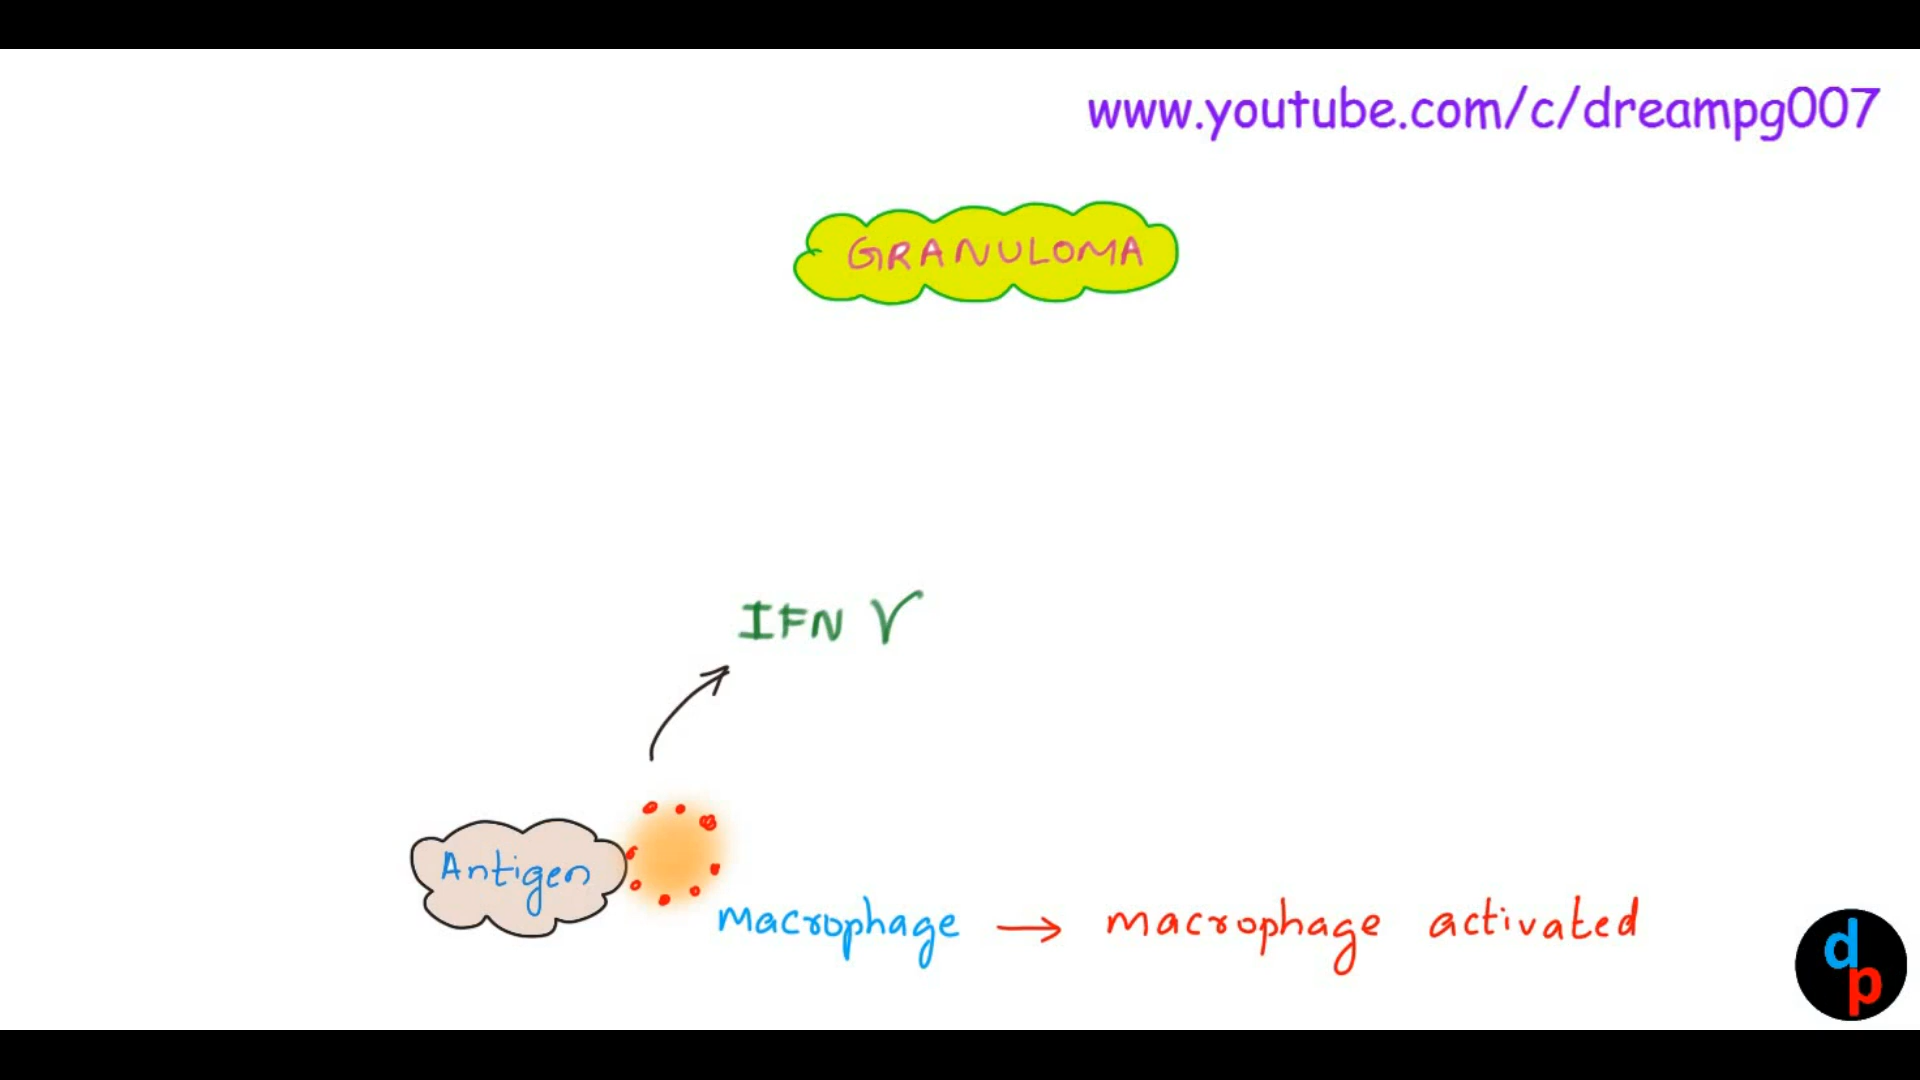 www.youtube.com/c/dreampg007
GRANULOMA
IFN γ
Antigen
macrophage → macrophage activated
dp